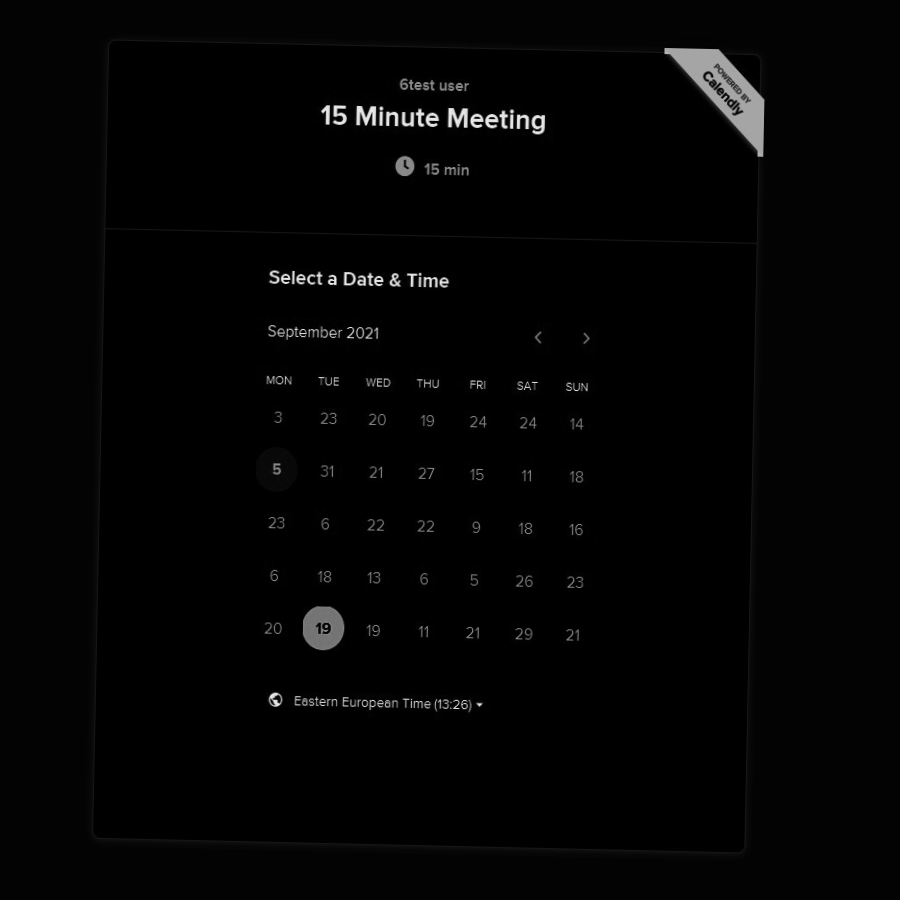 POWERED BY
Calendly
6test user
15 Minute Meeting
15 min
Select a Date & Time
September 2021
MON TUE WED THU FRI SAT SUN
3 23 20 19 24 24 14
5 31 21 27 15 11 18
23 6 22 22 9 18 16
6 18 13 6 5 26 23
20 19 19 11 21 29 21
Eastern European Time (13:26)